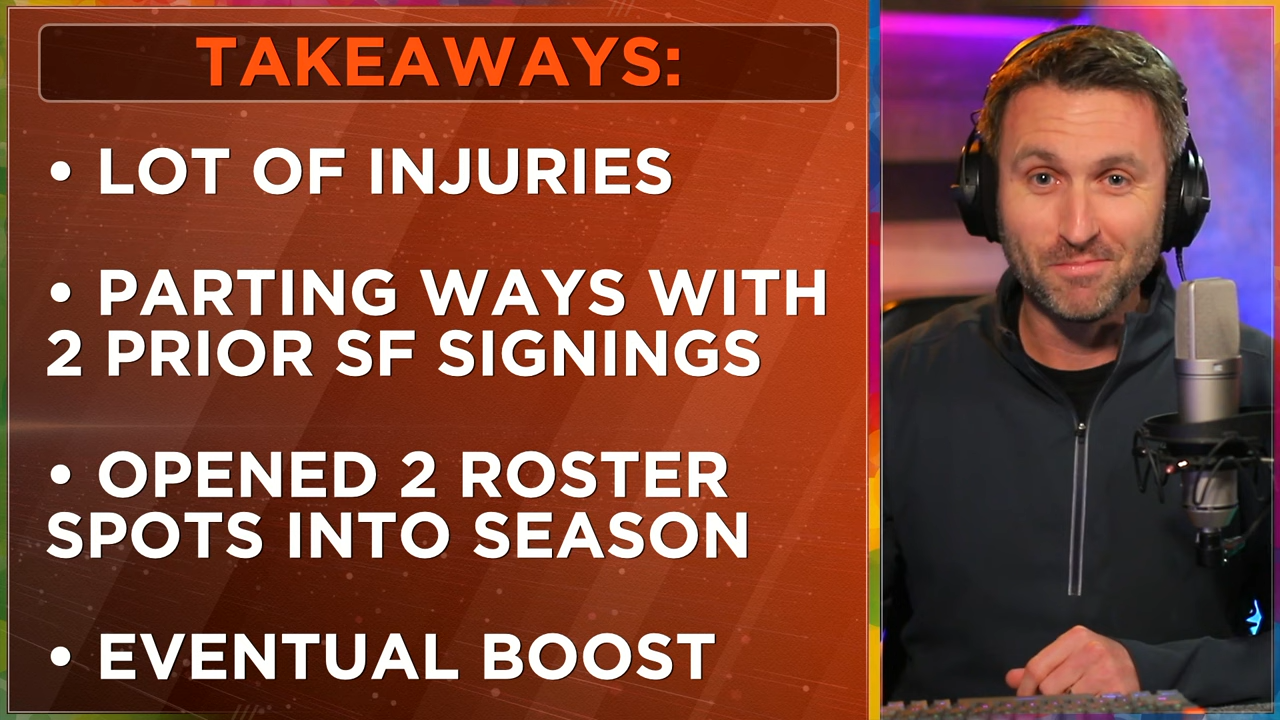 TAKEAWAYS:
• LOT OF INJURIES
• PARTING WAYS WITH
2 PRIOR SF SIGNINGS
• OPENED 2 ROSTER
SPOTS INTO SEASON
• EVENTUAL BOOST